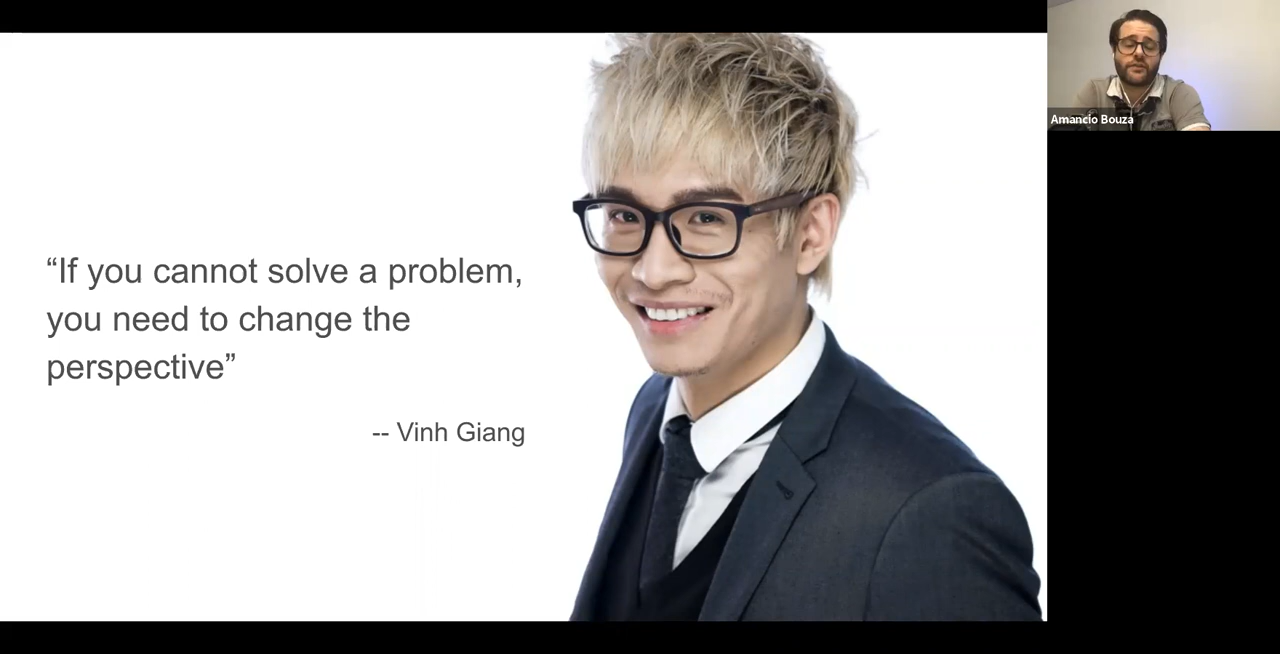 “If you cannot solve a problem,
you need to change the
perspective”
-- Vinh Giang
Amancio Bouza